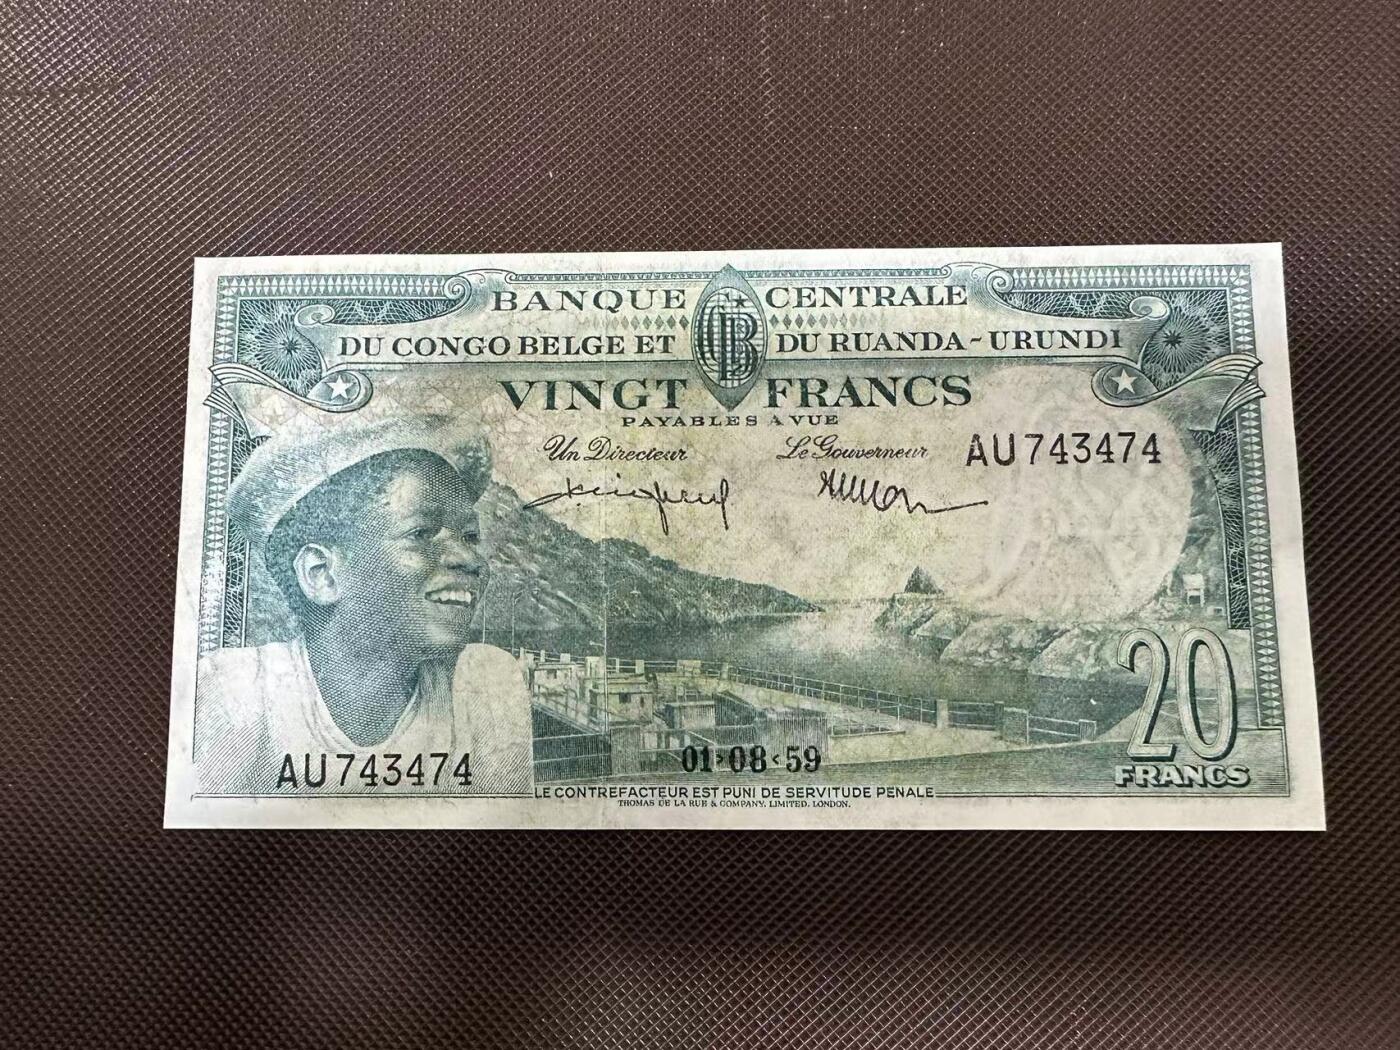 BANQUE CB CENTRALE
DU CONGO BELGE ET DU RUANDA-URUNDI
VINGT FRANCS
PAYABLES A VUE
Un Directeur Le Gouverneur AU743474
20
FRANCS
AU743474 01·08·59
LE CONTREFACTEUR EST PUNI DE SERVITUDE PENALE
THOMAS DE LA RUE & COMPANY, LIMITED, LONDON.